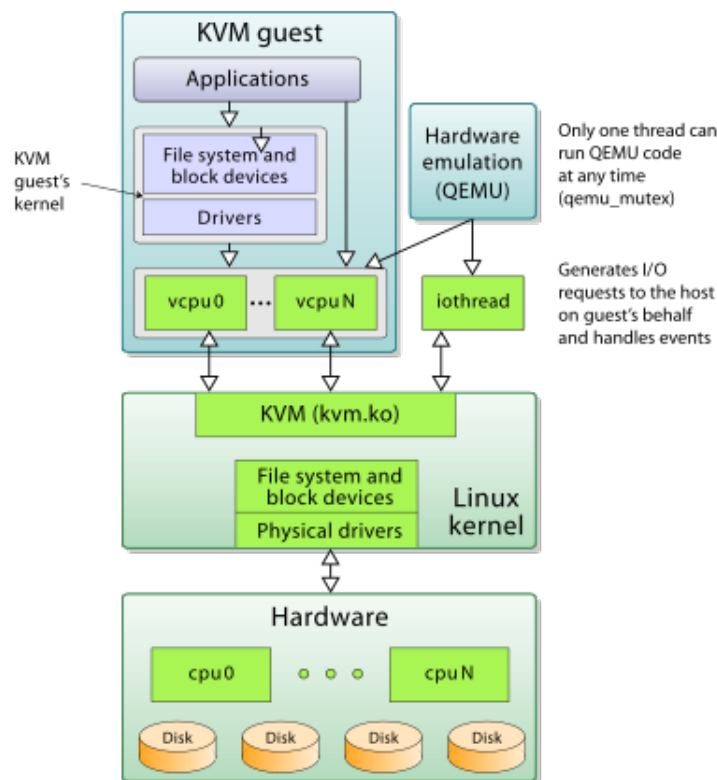 KVM guest
Applications
KVM
guest's
kernel
File system and
block devices
Drivers
vcpu0
...
vcpuN
Hardware
emulation
(QEMU)
Only one thread can
run QEMU code
at any time
(qemu_mutex)
iothread
Generates I/O
requests to the host
on guest's behalf
and handles events
KVM (kvm.ko)
File system and
block devices
Physical drivers
Linux
kernel
Hardware
cpu0
cpuN
Disk
Disk
Disk
Disk